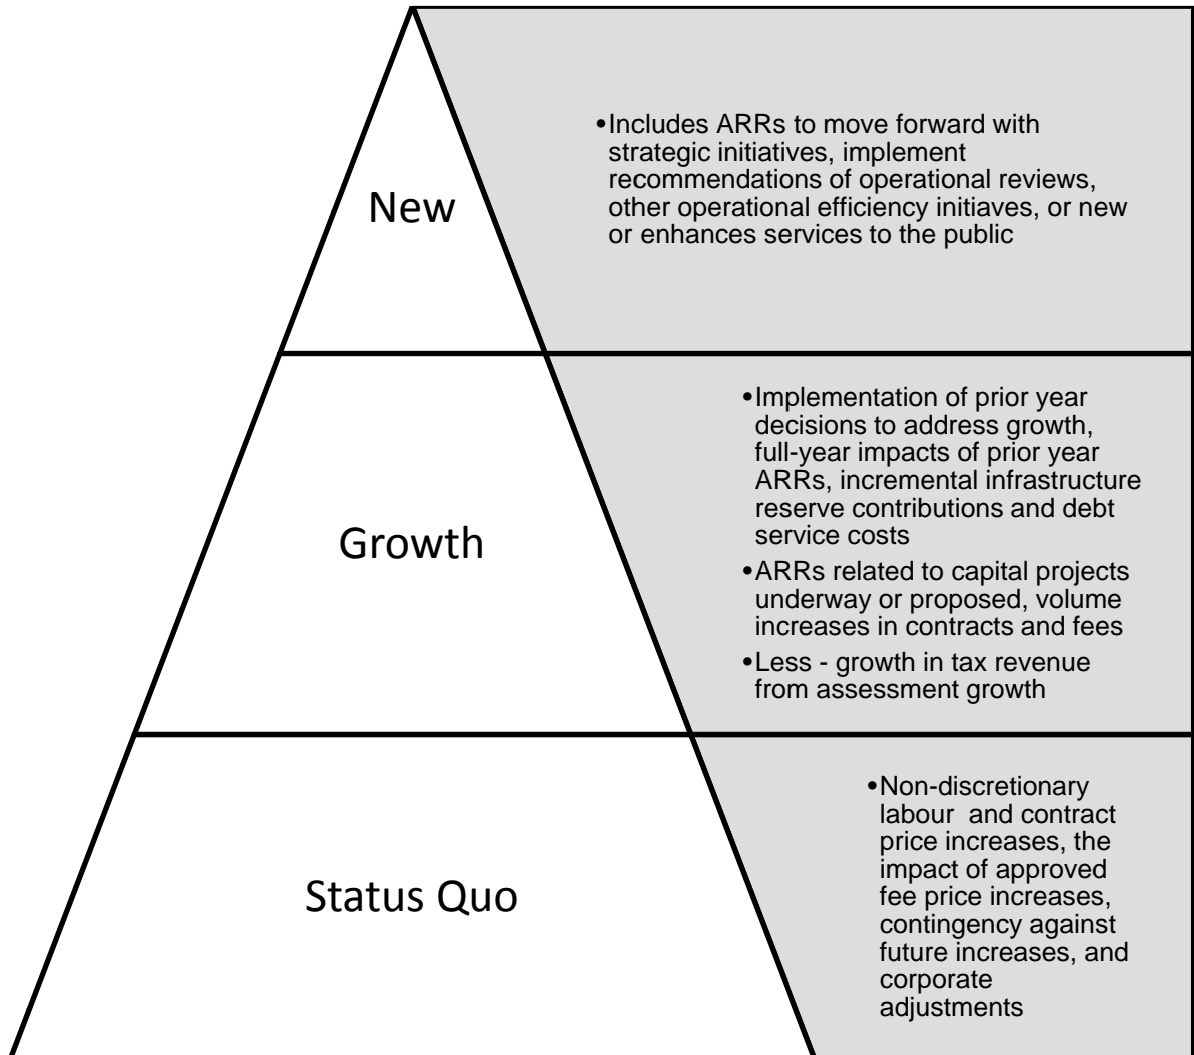 New
•Includes ARRs to move forward with
strategic initiatives, implement
recommendations of operational reviews,
other operational efficiency initiaves, or new
or enhances services to the public
Growth
•Implementation of prior year
decisions to address growth,
full-year impacts of prior year
ARRs, incremental infrastructure
reserve contributions and debt
service costs
•ARRs related to capital projects
underway or proposed, volume
increases in contracts and fees
•Less - growth in tax revenue
from assessment growth
Status Quo
•Non-discretionary
labour  and contract
price increases, the
impact of approved
fee price increases,
contingency against
future increases, and
corporate
adjustments